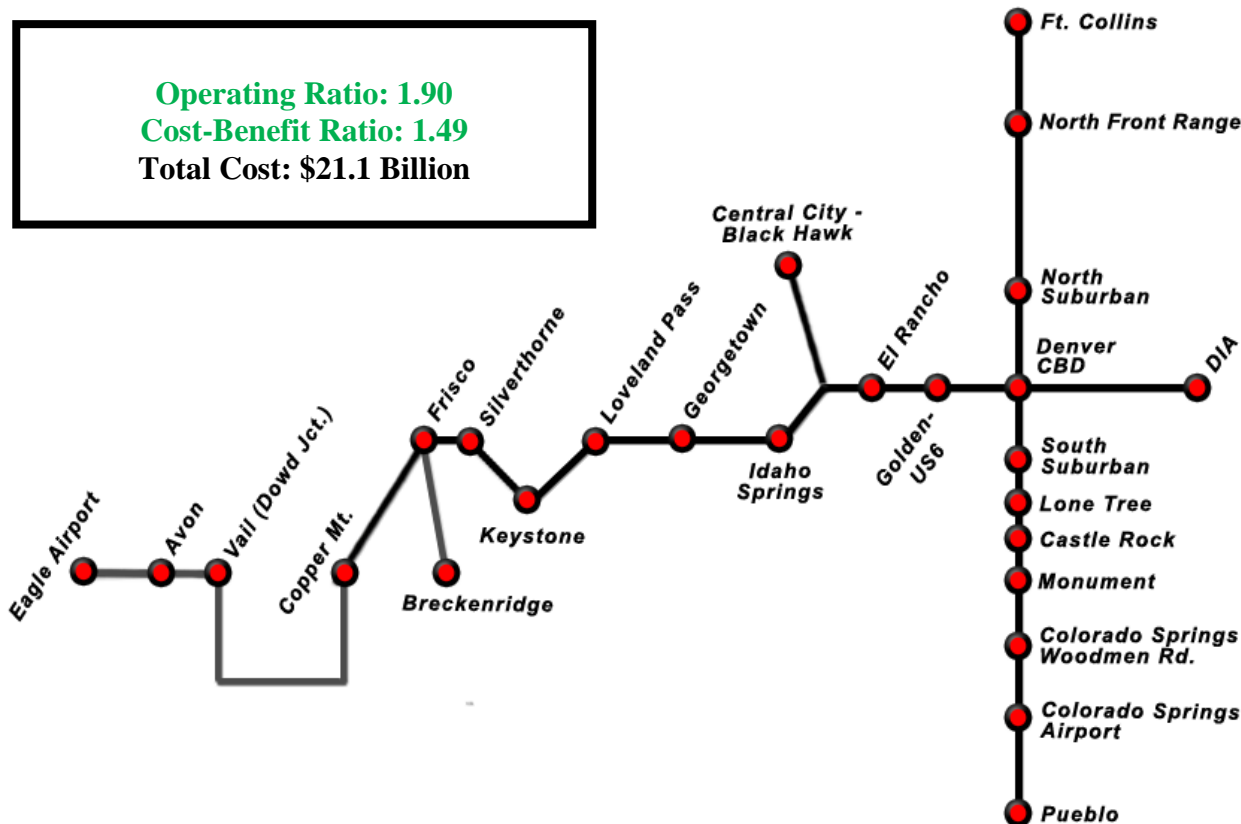 Operating Ratio: 1.90
Cost-Benefit Ratio: 1.49
Total Cost: $21.1 Billion
Ft. Collins
North Front Range
Central City -
Black Hawk
North
Suburban
El Rancho
Denver
CBD
DIA
Georgetown
Loveland Pass
Silverthorne
Frisco
Golden-
US6
South
Suburban
Idaho
Springs
Lone Tree
Keystone
Castle Rock
Vail (Dowd Jct.)
Avon
Eagle Airport
Copper Mt.
Breckenridge
Monument
Colorado Springs
Woodmen Rd.
Colorado Springs
Airport
Pueblo